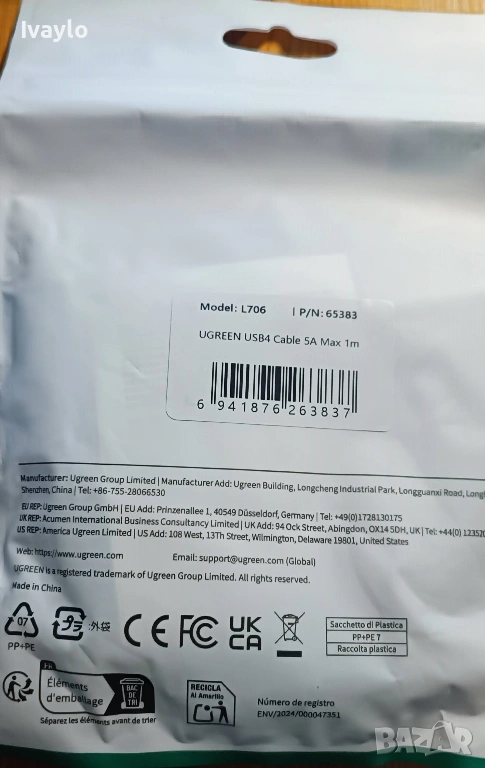 Ivaylo
Model: L706 | P/N: 65383
UGREEN USB4 Cable 5A Max 1m
6 941876 263837
Manufacturer: Ugreen Group Limited | Manufacturer Add: Ugreen Building, Longcheng Industrial Park, Longguanxi Road, Longh
Shenzhen, China | Tel: +86-755-28066530
EU REP: Ugreen Group GmbH | EU Add: Prinzenallee 1, 40549 Düsseldorf, Germany | Tel: +49(0)1728130175
UK REP: Acumen International Business Consultancy Limited | UK Add: 94 Ock Street, Abingdon, OX14 5DH, UK | Tel: +44(0) 123520
US REP: America Ugreen Limited | US Add: 108 West, 13Th Street, Wilmington, Delaware 19801, United States
Web: https://www.ugreen.com Email: support@ugreen.com (Global)
UGREEN is a registered trademark of Ugreen Group Limited. All rights reserved.
Made in China
07
PP+PE
プラ
:外袋
CE FC UK CA
Sacchetto di Plastica
PP+PE 7
Raccolta plastica
FR
Éléments
d'emballage
BAC
DE
TRI
Séparez les éléments avant de trier
RECICLA
Al Amarillo
Número de registro
ENV/2024/000047351
BAZAR